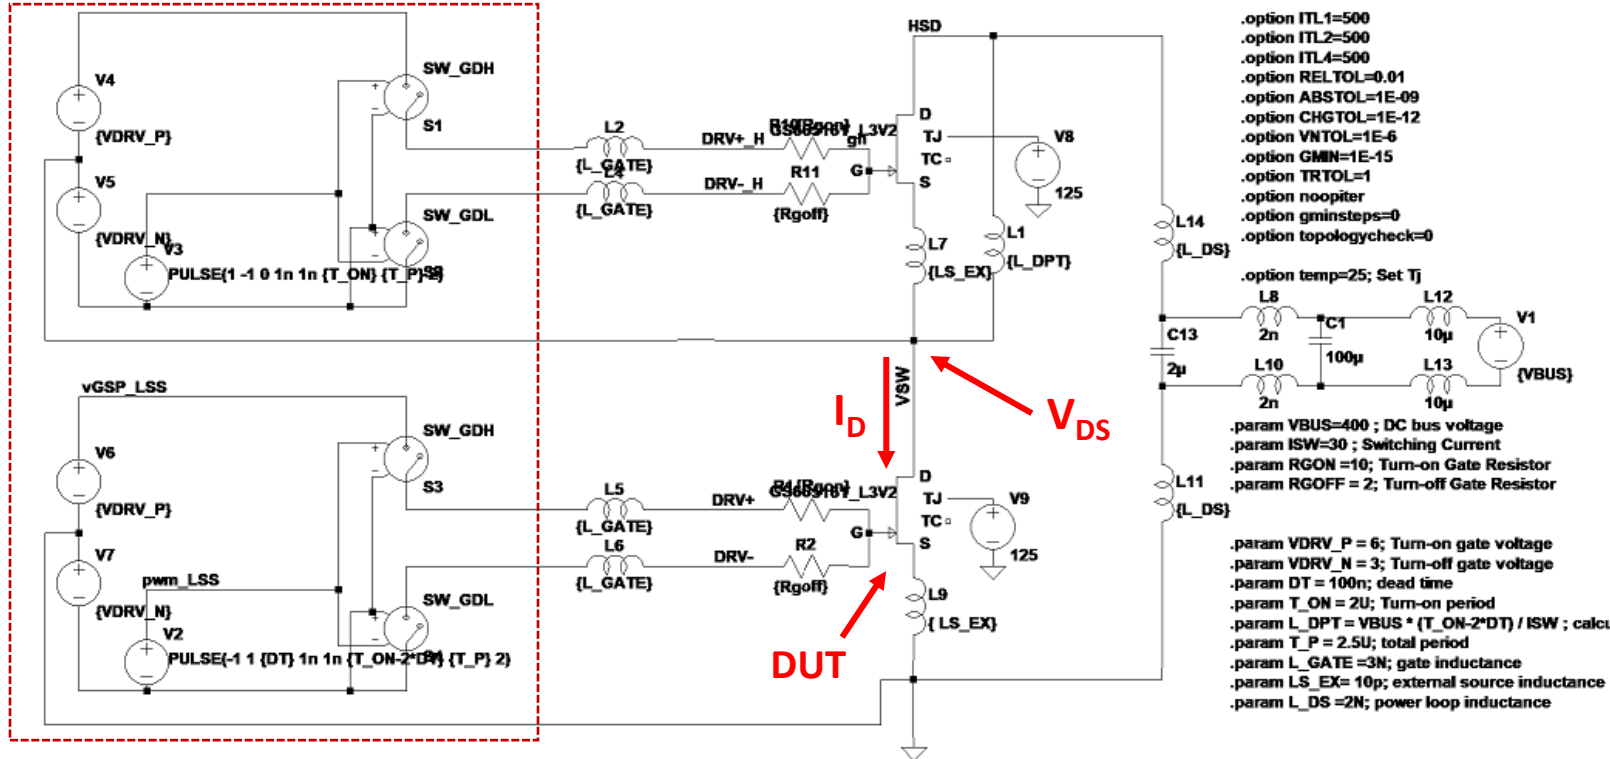 V4
{VDRV_P}
V5
{VDRV_N}
V3
PULSE(1 -1 0 1n 1n {T_ON} {T_P} 2)
SW_GDH
S1
SW_GDL
L2
{L_GATE}
L4
{L_GATE}
DRV+_H
DRV-_H
R10
{Rgon}
gh
R11
{Rgoff}
HSD
D
TJ
TC
G
S
V8
125
L7
{LS_EX}
L1
{L_DPT}
L14
{L_DS}
C13
2µ
L8
2n
L10
2n
C1
100µ
L12
10µ
L13
10µ
V1
{VBUS}
L11
{L_DS}
VSW
I_D
V_DS
DUT
vGSP_LSS
V6
{VDRV_P}
V7
{VDRV_N}
pwm_LSS
V2
PULSE(-1 1 {DT} 1n 1n {T_ON-2*DT} {T_P} 2)
SW_GDH
S3
SW_GDL
L5
{L_GATE}
L6
{L_GATE}
DRV+
DRV-
R1
{Rgon}
R2
{Rgoff}
D
TJ
TC
G
S
V9
125
L9
{ LS_EX}
.option ITL1=500
.option ITL2=500
.option ITL4=500
.option RELTOL=0.01
.option ABSTOL=1E-09
.option CHGTOL=1E-12
.option VNTOL=1E-6
.option GMIN=1E-15
.option TRTOL=1
.option noopiter
.option gminsteps=0
.option topologycheck=0
.option temp=25; Set Tj
.param VBUS=400 ; DC bus voltage
.param ISW=30 ; Switching Current
.param RGON =10; Turn-on Gate Resistor
.param RGOFF = 2; Turn-off Gate Resistor
.param VDRV_P = 6; Turn-on gate voltage
.param VDRV_N = 3; Turn-off gate voltage
.param DT = 100n; dead time
.param T_ON = 2U; Turn-on period
.param L_DPT = VBUS * (T_ON-2*DT) / ISW ; calcu
.param T_P = 2.5U; total period
.param L_GATE =3N; gate inductance
.param LS_EX= 10p; external source inductance
.param L_DS =2N; power loop inductance